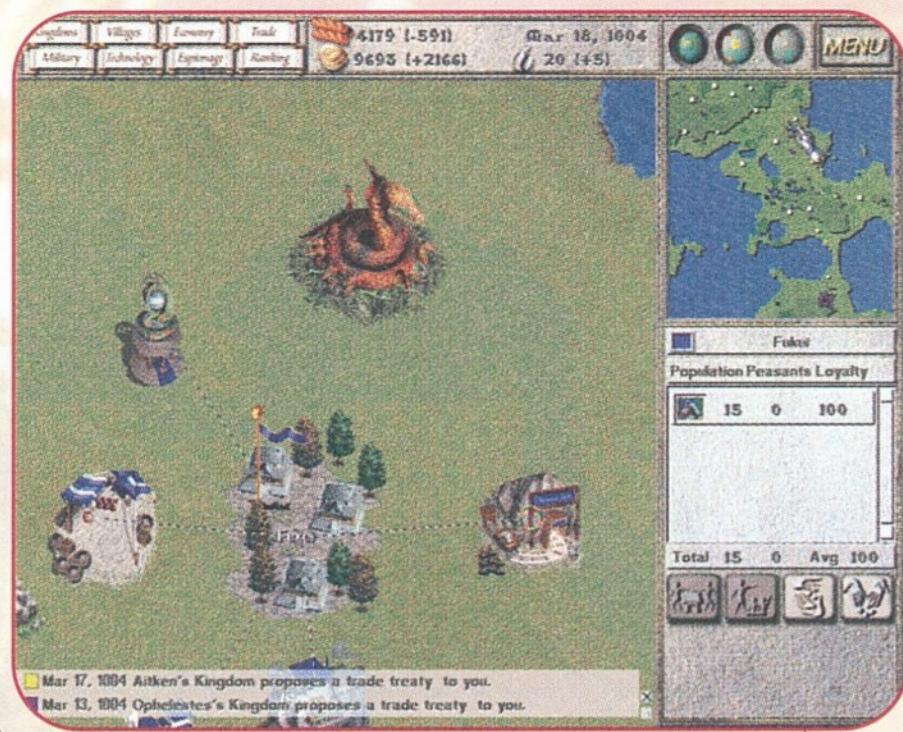 Kingdoms Villages Economy Trade
Military Technology Espionage Ranking
4179 (-591)
9693 (+2166)
Mar 18, 1004
20 (+5)
MENU
Population Peasants Loyalty
15 0 100
Total 15 0 Avg 100
Mar 17, 1004 Aitken's Kingdom proposes a trade treaty to you.
Mar 13, 1004 Ophelestes's Kingdom proposes a trade treaty to you.